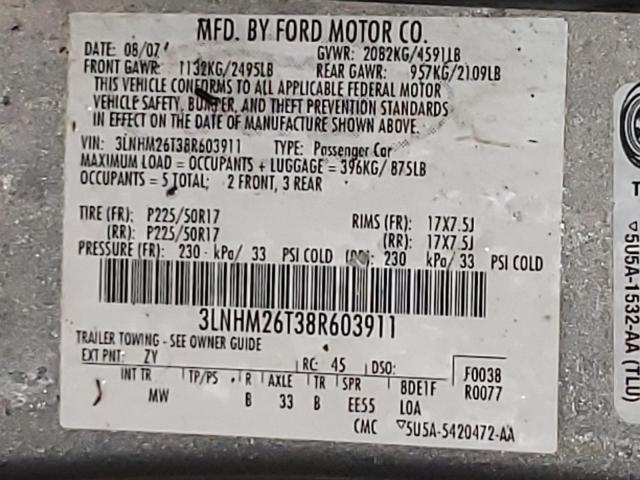 MFD. BY FORD MOTOR CO.
DATE: 08/07 GVWR: 2082KG/4591LB
FRONT GAWR: 1132KG/2495LB REAR GAWR: 957KG/2109LB
THIS VEHICLE CONFORMS TO ALL APPLICABLE FEDERAL MOTOR
VEHICLE SAFETY, BUMPER, AND THEFT PREVENTION STANDARDS
IN EFFECT ON THE DATE OF MANUFACTURE SHOWN ABOVE.
VIN: 3LNHM26T38R603911 TYPE: Passenger Car
MAXIMUM LOAD = OCCUPANTS + LUGGAGE = 396KG/ 875LB
OCCUPANTS = 5 TOTAL; 2 FRONT, 3 REAR
TIRE (FR): P225/50R17 RIMS (FR): 17X7.5J
(RR): P225/50R17 (RR): 17X7.5J
PRESSURE (FR): 230 - kPa/ 33 PSI COLD 230 kPa/ 33 PSI COLD
3LNHM26T38R603911
TRAILER TOWING - SEE OWNER GUIDE
EXT PNT: ZY RC: 45 DSO: F0038
INT TR TP/PS R AXLE TR SPR BDE1F R0077
MW B 33 B EE55 LOA
CMC ▽5U5A-5420472-AA
▽5U5A-1532-AA (TLU)